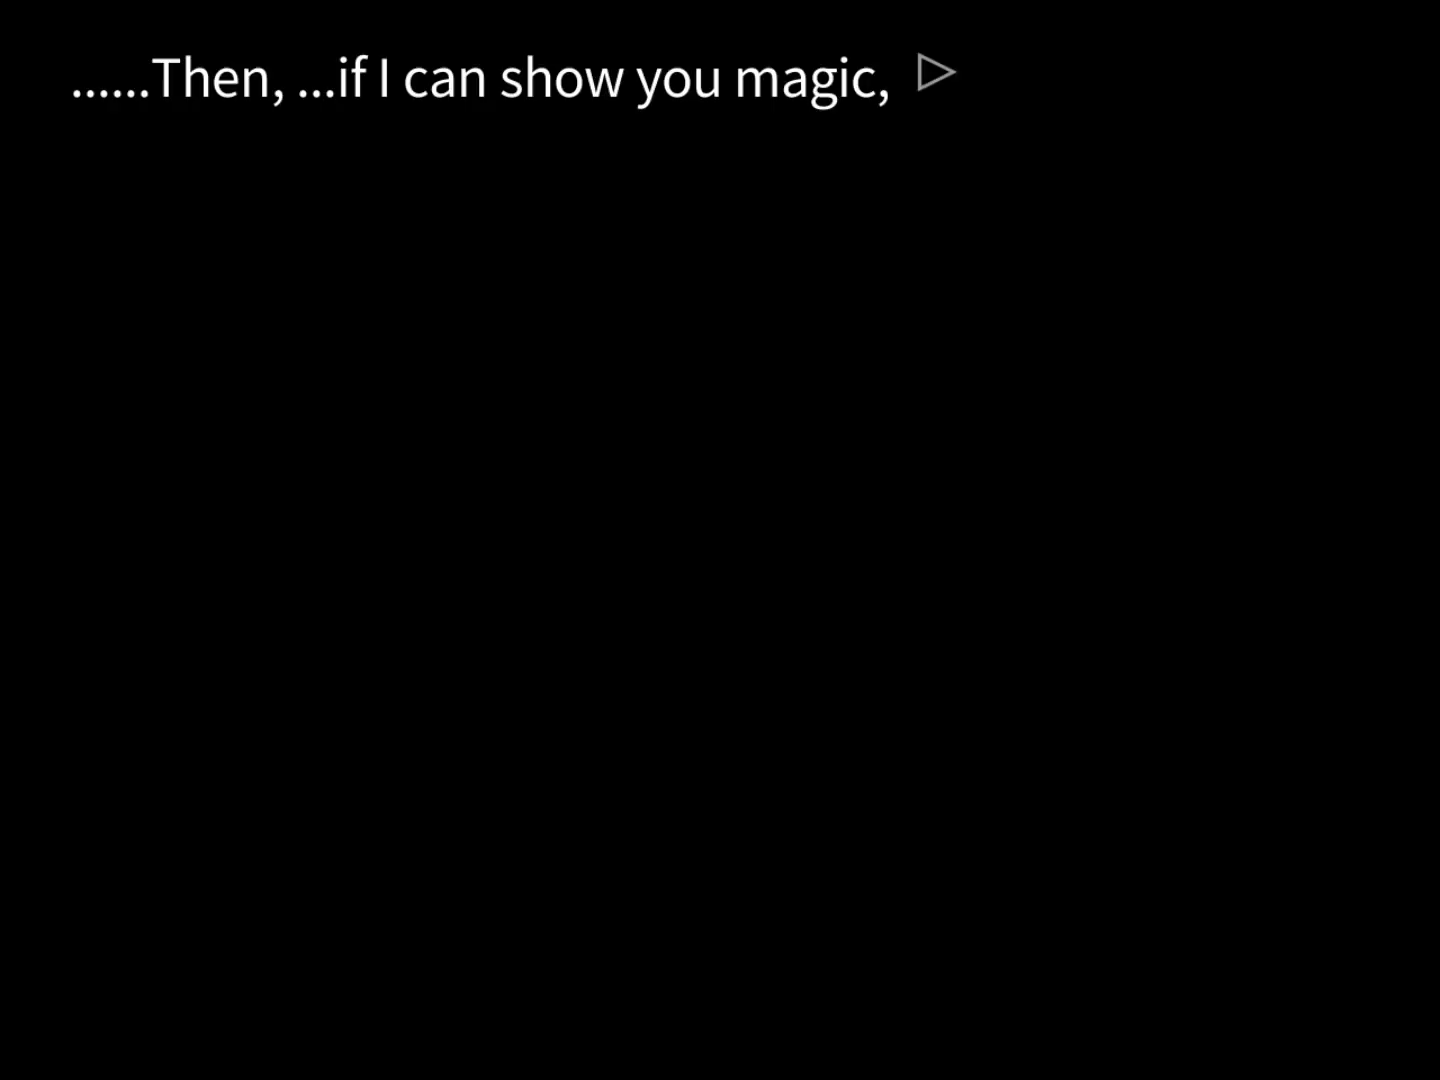 ......Then, ...if I can show you magic,